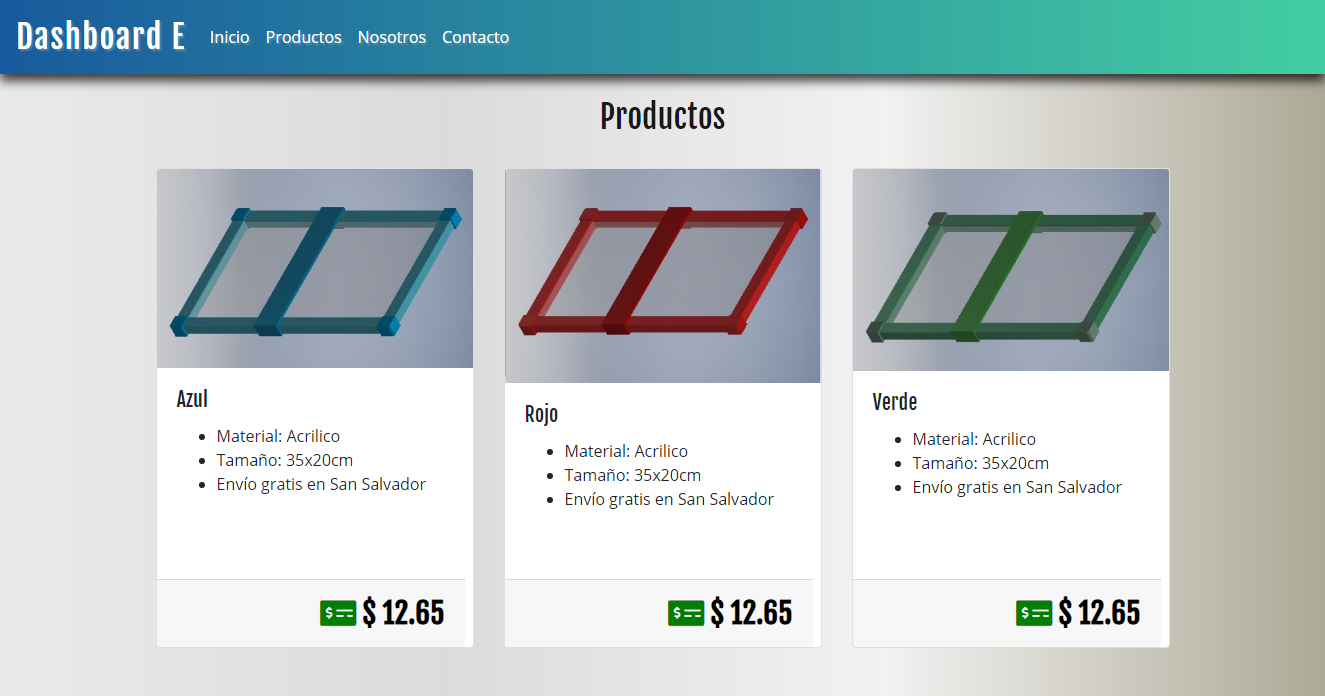 Dashboard E
Inicio Productos Nosotros Contacto
Productos
Azul
Material: Acrilico
Tamaño: 35x20cm
Envío gratis en San Salvador
$ 12.65
Rojo
Material: Acrilico
Tamaño: 35x20cm
Envío gratis en San Salvador
$ 12.65
Verde
Material: Acrilico
Tamaño: 35x20cm
Envío gratis en San Salvador
$ 12.65